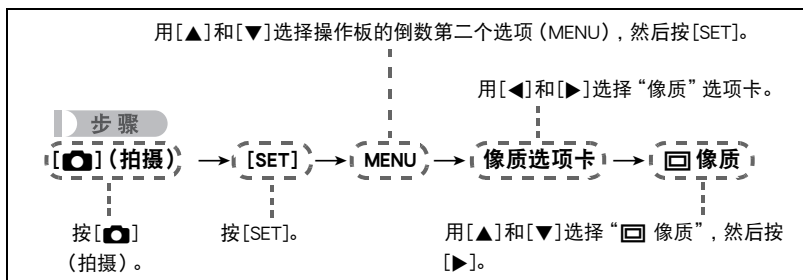 用[▲]和[▼]选择操作板的倒数第二个选项（MENU），然后按[SET]。
用[◀]和[▶]选择“像质”选项卡。
步骤
[📷]（拍摄） → [SET] → MENU → 像质选项卡 → 像质
按[📷]
（拍摄）。
按[SET]。
用[▲]和[▼]选择“ 像质”，然后按
[▶]。